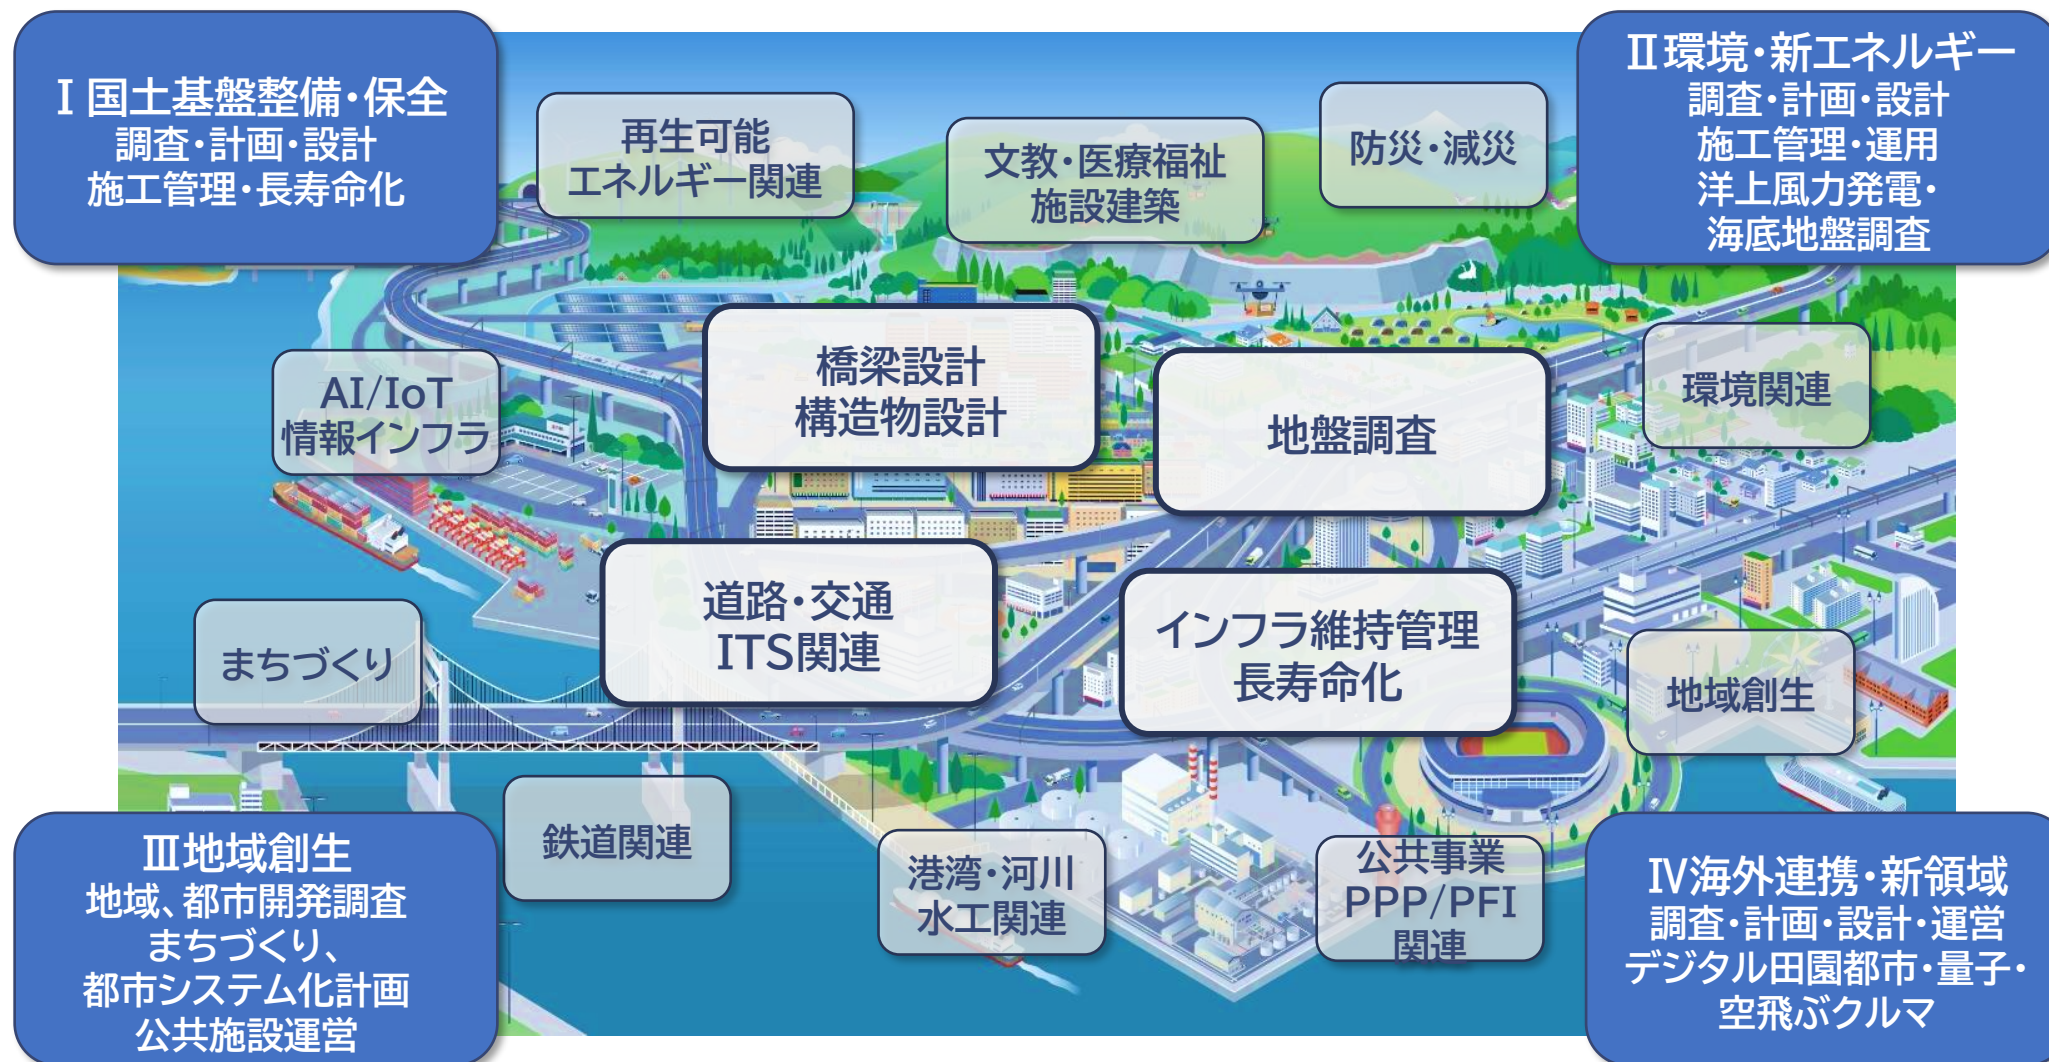 Ⅰ国土基盤整備・保全
調査・計画・設計
施工管理・長寿命化
Ⅱ環境・新エネルギー
調査・計画・設計
施工管理・運用
洋上風力発電・
海底地盤調査
再生可能
エネルギー関連
文教・医療福祉
施設建築
防災・減災
橋梁設計
構造物設計
地盤調査
AI/IoT
情報インフラ
環境関連
道路・交通
ITS関連
インフラ維持管理
長寿命化
まちづくり
地域創生
鉄道関連
港湾・河川
水工関連
公共事業
PPP/PFI
関連
Ⅲ地域創生
地域、都市開発調査
まちづくり、
都市システム化計画
公共施設運営
Ⅳ海外連携・新領域
調査・計画・設計・運営
デジタル田園都市・量子・
空飛ぶクルマ